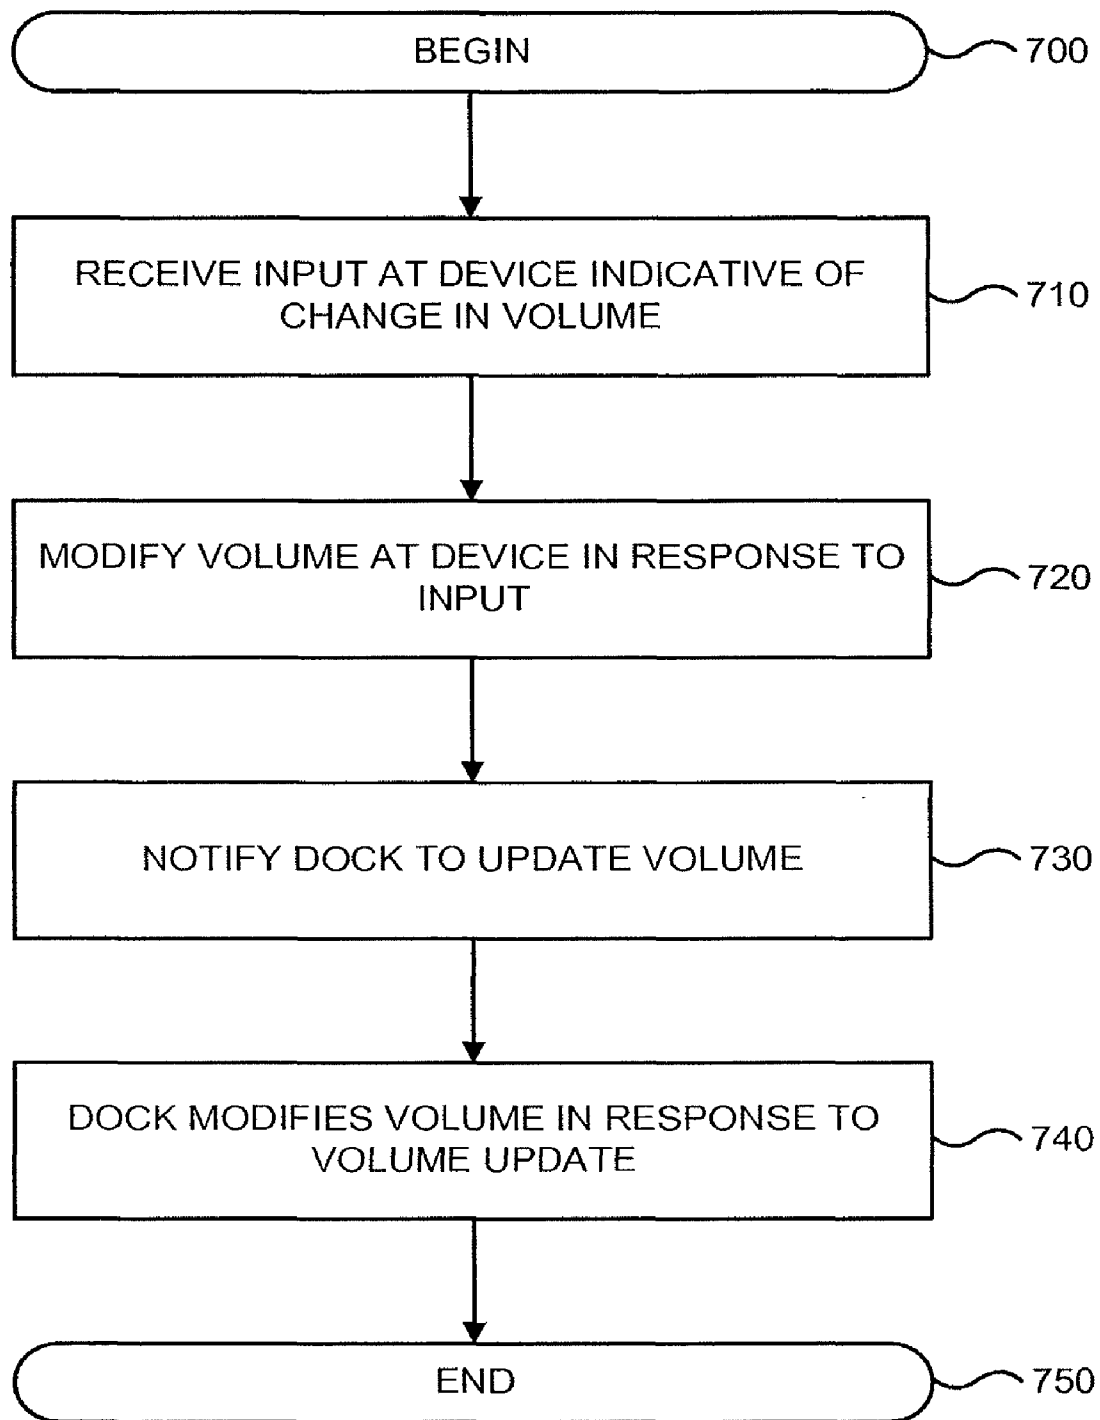 BEGIN
700
RECEIVE INPUT AT DEVICE INDICATIVE OF
CHANGE IN VOLUME
710
MODIFY VOLUME AT DEVICE IN RESPONSE TO
INPUT
720
NOTIFY DOCK TO UPDATE VOLUME
730
DOCK MODIFIES VOLUME IN RESPONSE TO
VOLUME UPDATE
740
END
750